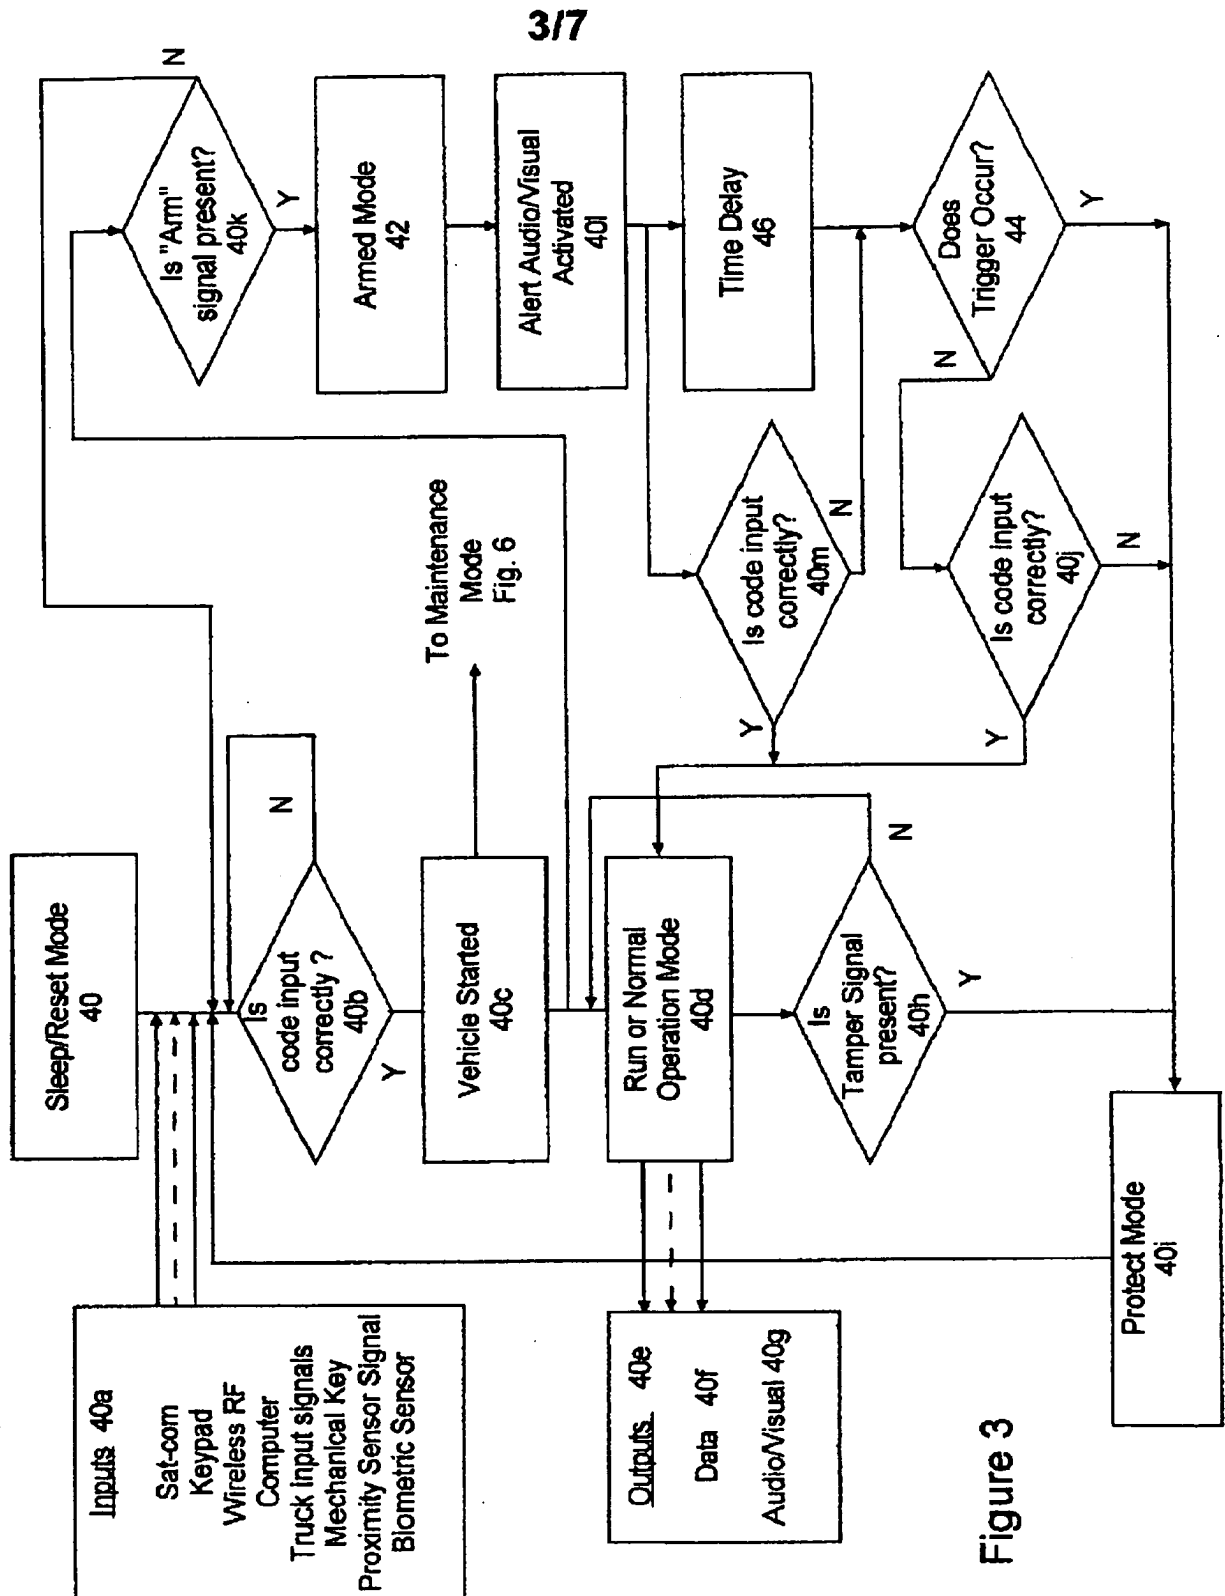 3/7
Inputs 40a
Sat-com
Keypad
Wireless RF
Computer
Truck input signals
Mechanical Key
Proximity Sensor Signal
Biometric Sensor
Sleep/Reset Mode
40
Is
code input
correctly ?
40b
N
Y
Vehicle Started
40c
To Maintenance
Mode
Fig. 6
Run or Normal
Operation Mode
40d
Outputs 40e
Data 40f
Audio/Visual 40g
Is
Tamper Signal
present?
40h
N
Y
Protect Mode
40i
Is "Arm"
signal present?
40k
N
Y
Armed Mode
42
Alert Audio/Visual
Activated
40l
Time Delay
46
Is code input
correctly?
40m
Y
N
Does
Trigger Occur?
44
N
Y
Is code input
correctly?
40j
Y
N
Figure 3